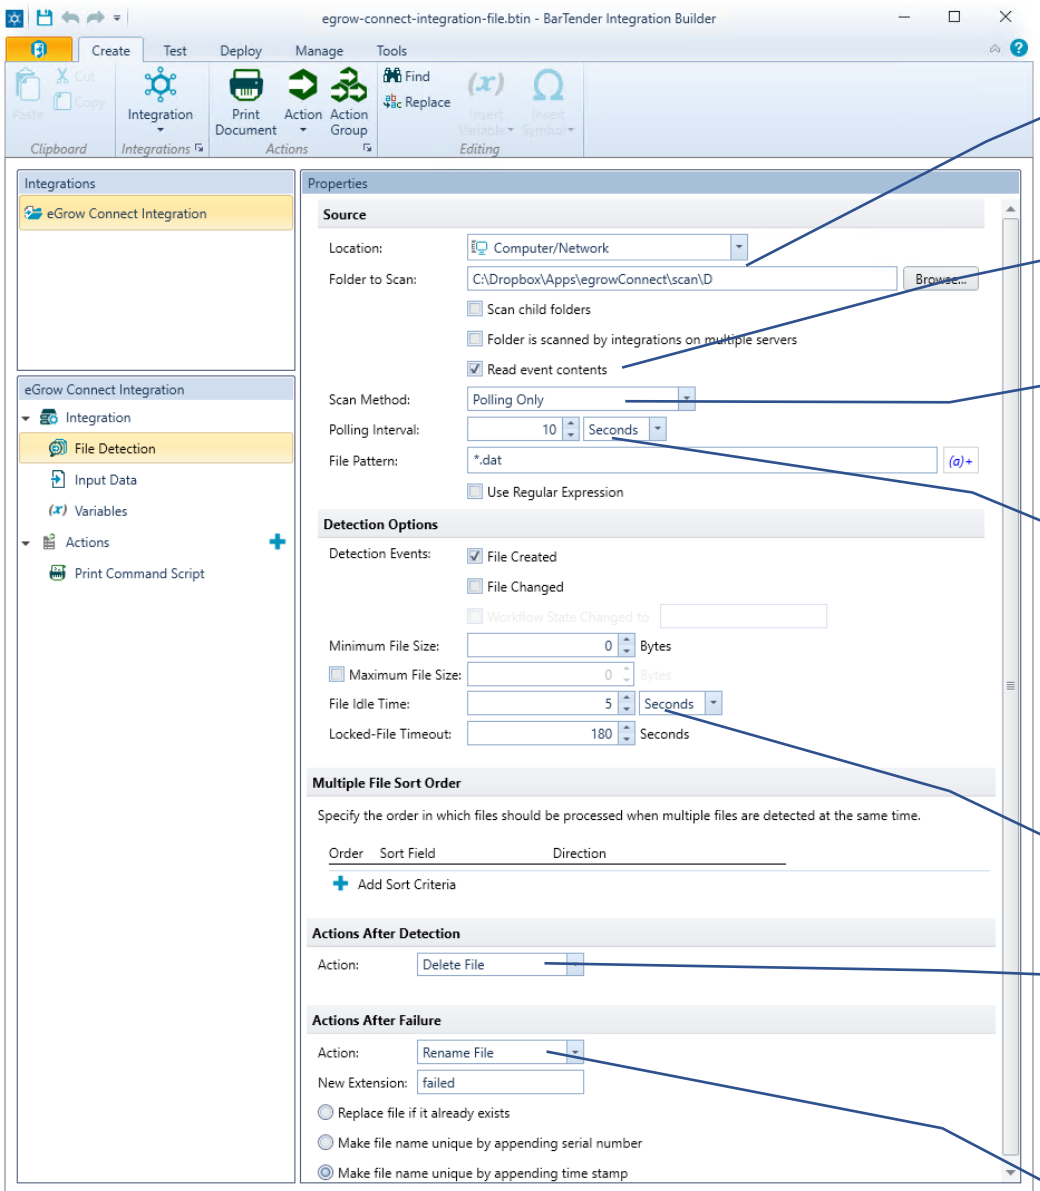 egrow-connect-integration-file.btin - BarTender Integration Builder
Create Test Deploy Manage Tools
Paste
Cut
Copy
Clipboard
Integration
Integrations
Print
Document
Action
Action
Group
Actions
Find
Replace
Insert
Variable
Insert
Symbol
Editing
Integrations
eGrow Connect Integration
eGrow Connect Integration
Integration
File Detection
Input Data
(x) Variables
Actions
Print Command Script
Properties
Source
Location: Computer/Network
Folder to Scan: C:\Dropbox\Apps\egrowConnect\scan\D Browse...
Scan child folders
Folder is scanned by integrations on multiple servers
Read event contents
Scan Method: Polling Only
Polling Interval: 10 Seconds
File Pattern: *.dat (a)+
Use Regular Expression
Detection Options
Detection Events: File Created
File Changed
Workflow State Changed to
Minimum File Size: 0 Bytes
Maximum File Size: 0 Bytes
File Idle Time: 5 Seconds
Locked-File Timeout: 180 Seconds
Multiple File Sort Order
Specify the order in which files should be processed when multiple files are detected at the same time.
Order Sort Field Direction
Add Sort Criteria
Actions After Detection
Action: Delete File
Actions After Failure
Action: Rename File
New Extension: failed
Replace file if it already exists
Make file name unique by appending serial number
Make file name unique by appending time stamp